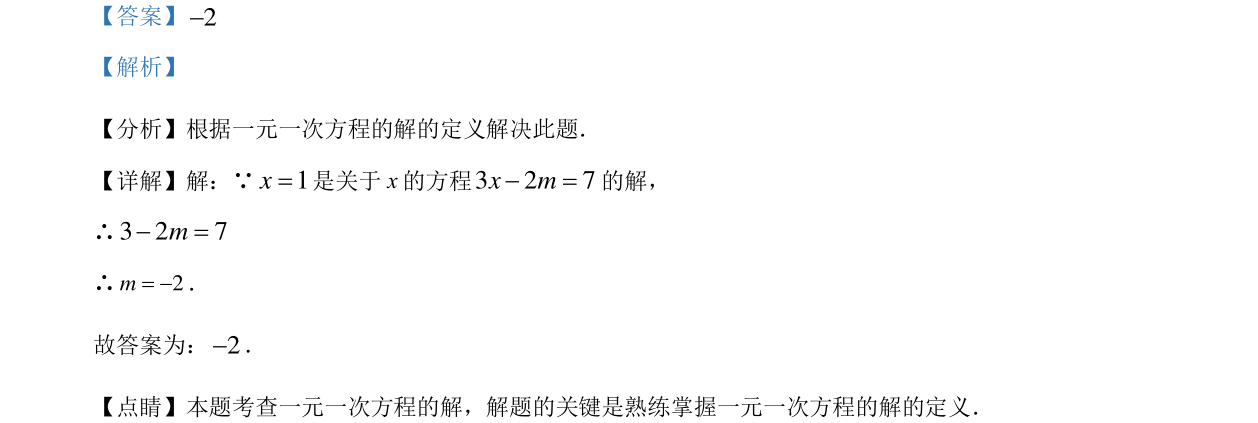 【答案】–2
【解析】
【分析】根据一元一次方程的解的定义解决此题．
【详解】解：∵ x = 1是关于 x 的方程3x – 2m = 7 的解，
∴ 3 – 2m = 7
∴ m = –2．
故答案为：–2．
【点睛】本题考查一元一次方程的解，解题的关键是熟练掌握一元一次方程的解的定义．